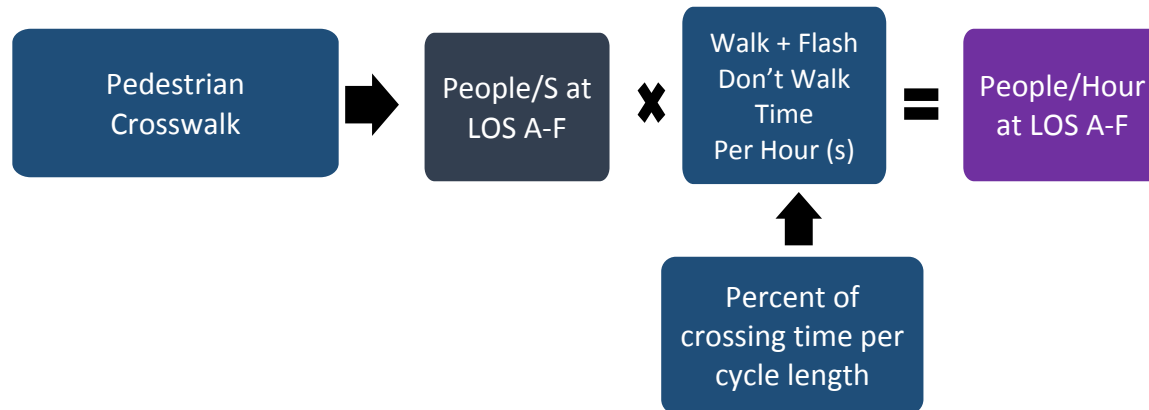 Pedestrian
Crosswalk
People/S at
LOS A-F
Walk + Flash
Don’t Walk
Time
Per Hour (s)
People/Hour
at LOS A-F
Percent of
crossing time per
cycle length